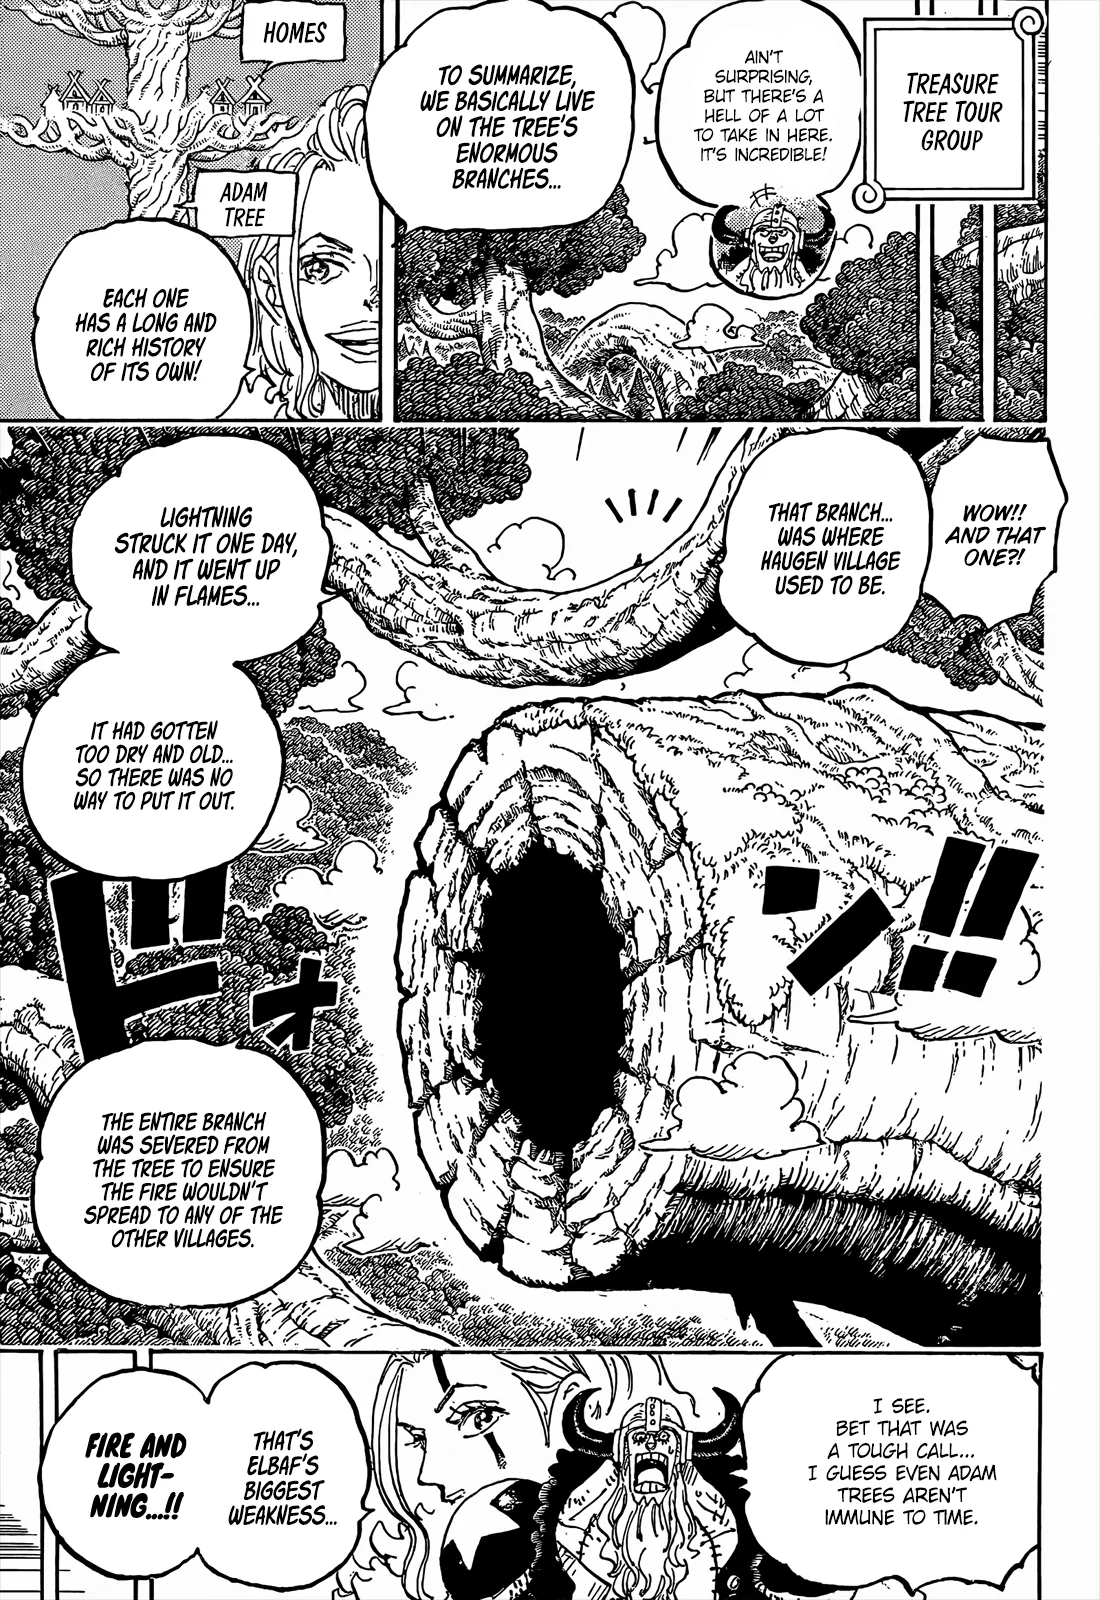 TREASURE
TREE TOUR
GROUP
AIN'T
SURPRISING,
BUT THERE'S A
HELL OF A LOT
TO TAKE IN HERE.
IT'S INCREDIBLE!
TO SUMMARIZE,
WE BASICALLY LIVE
ON THE TREE'S
ENORMOUS
BRANCHES...
HOMES
ADAM
TREE
EACH ONE
HAS A LONG AND
RICH HISTORY
OF ITS OWN!
WOW!!
AND THAT
ONE?!
THAT BRANCH...
WAS WHERE
HAUGEN VILLAGE
USED TO BE.
LIGHTNING
STRUCK IT ONE DAY,
AND IT WENT UP
IN FLAMES...
IT HAD GOTTEN
TOO DRY AND OLD...
SO THERE WAS NO
WAY TO PUT IT OUT.
ドォン!!
THE ENTIRE BRANCH
WAS SEVERED FROM
THE TREE TO ENSURE
THE FIRE WOULDN'T
SPREAD TO ANY OF THE
OTHER VILLAGES.
I SEE.
BET THAT WAS
A TOUGH CALL...
I GUESS EVEN ADAM
TREES AREN'T
IMMUNE TO TIME.
THAT'S
ELBAF'S
BIGGEST
WEAKNESS...
FIRE AND
LIGHT-
NING...!!